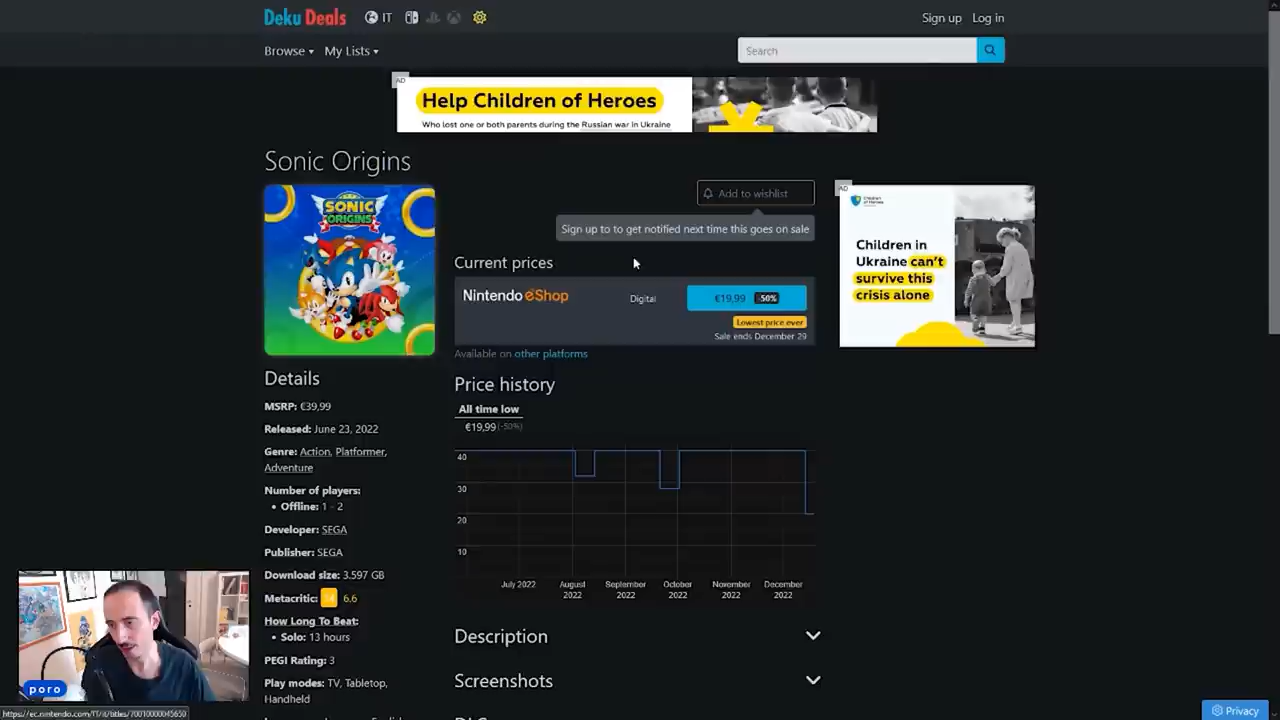 Deku Deals
IT
Sign up
Log in
Browse
My Lists
Search
AD
Help Children of Heroes
Who lost one or both parents during the Russian war in Ukraine
Sonic Origins
SONIC
ORIGINS
Add to wishlist
Sign up to to get notified next time this goes on sale
Current prices
Nintendo eShop
Digital
€19,99
-50%
Lowest price ever
Sale ends December 29
Available on other platforms
AD
Children
of Heroes
Children in
Ukraine can't
survive this
crisis alone
Details
MSRP: €39,99
Released: June 23, 2022
Genre: Action, Platformer,
Adventure
Number of players:
• Offline: 1 - 2
Developer: SEGA
Publisher: SEGA
Download size: 3.597 GB
Metacritic:
6.6
How Long To Beat:
• Solo: 13 hours
PEGI Rating: 3
Play modes: TV, Tabletop,
Handheld
Price history
All time low
€19,99 (-50%)
40
30
20
10
July 2022
August
2022
September
2022
October
2022
November
2022
December
2022
Description
Screenshots
poro
Privacy